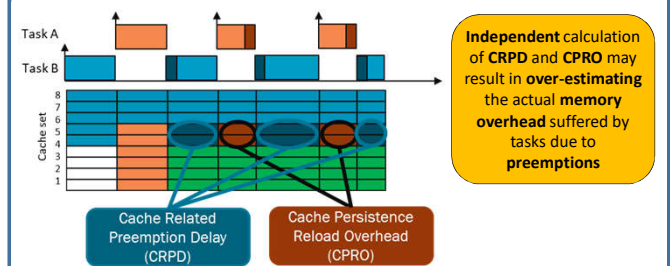 Task A
Task B
Cache set
8
7
6
5
4
3
2
1
Cache Related
Preemption Delay
(CRPD)
Cache Persistence
Reload Overhead
(CPRO)
Independent calculation
of CRPD and CPRO may
result in over-estimating
the actual memory
overhead suffered by
tasks due to
preemptions